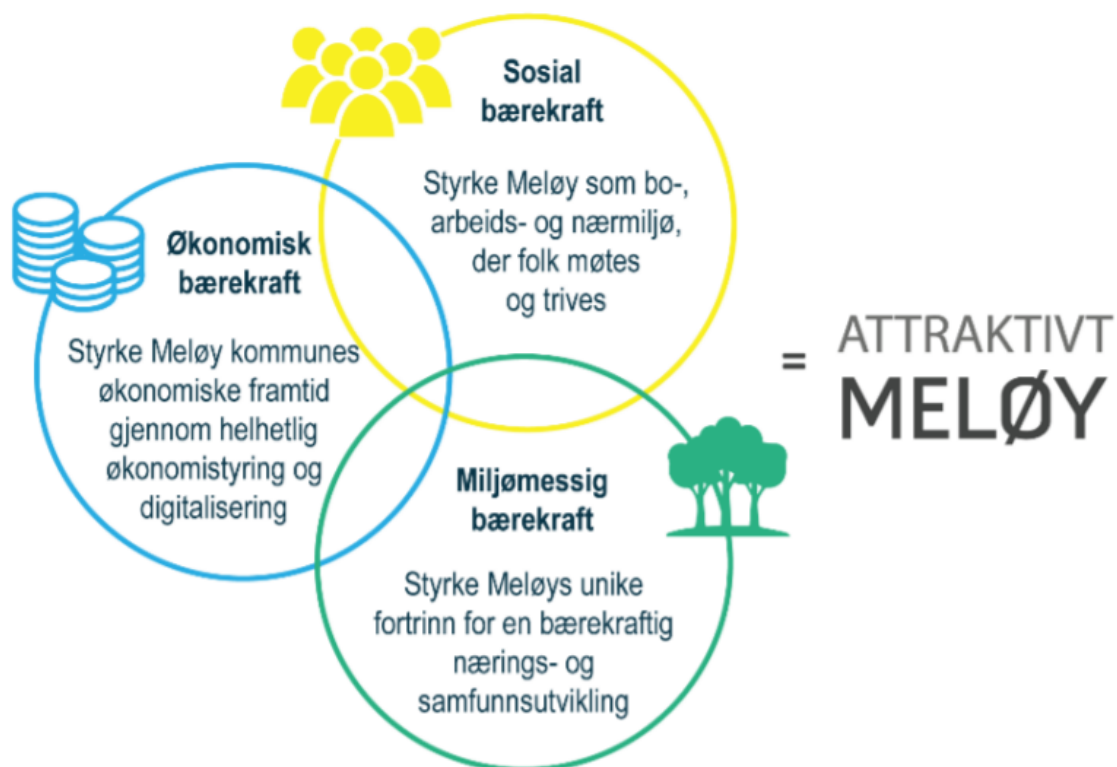 Sosial
bærekraft
Styrke Meløy som bo-,
arbeids- og nærmiljø,
der folk møtes
og trives
Økonomisk
bærekraft
Styrke Meløy kommunes
økonomiske framtid
gjennom helhetlig
økonomistyring og
digitalisering
Miljømessig
bærekraft
Styrke Meløys unike
fortrinn for en bærekraftig
nærings- og
samfunnsutvikling
= ATTRAKTIVT
MELØY